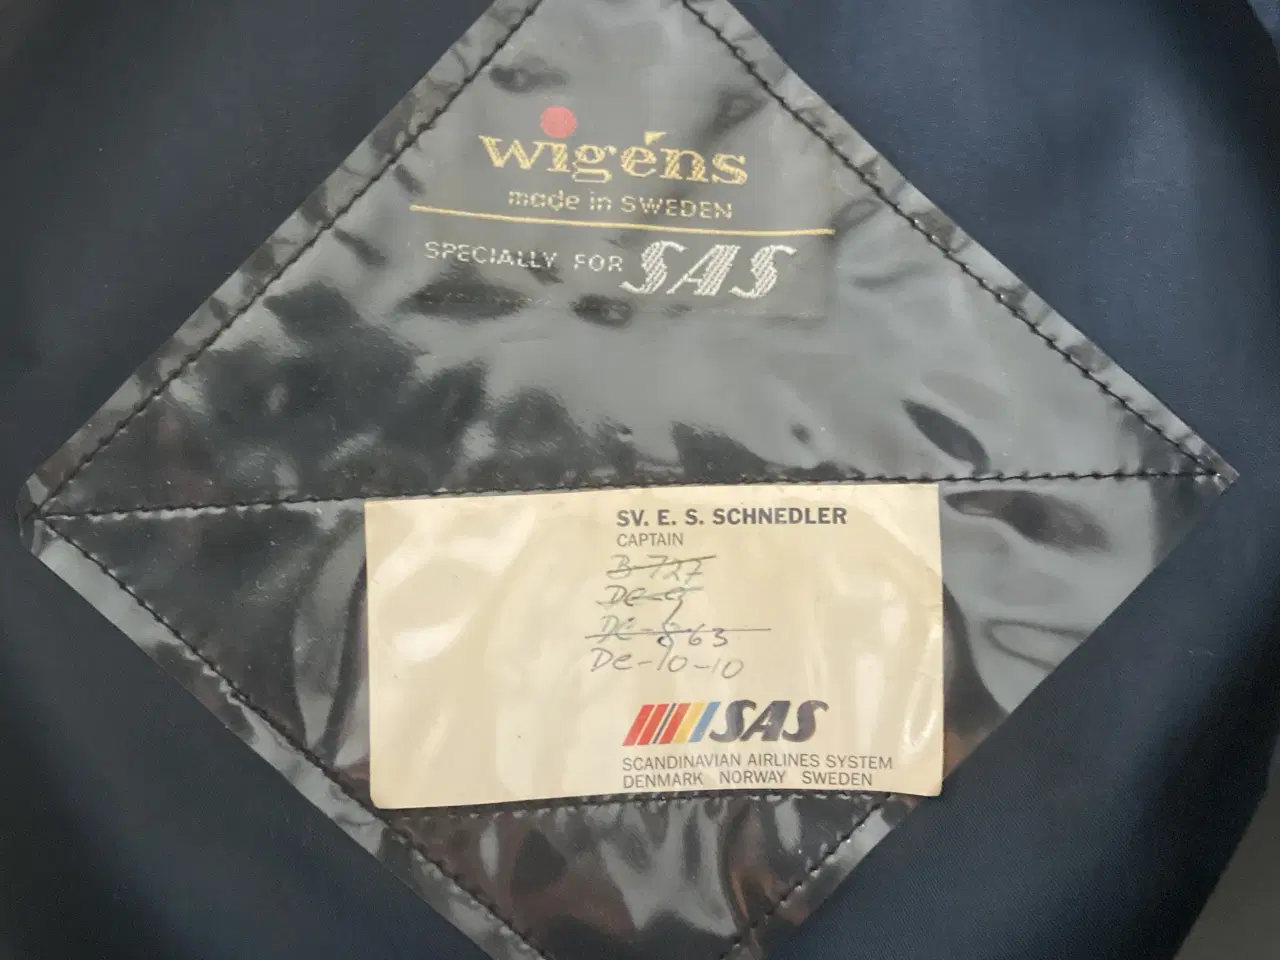 wigéns
made in SWEDEN
SPECIALLY FOR SAS
SV. E. S. SCHNEDLER
CAPTAIN
B-727
DC-9
DC-8 63
DC-10-10
SAS
SCANDINAVIAN AIRLINES SYSTEM
DENMARK NORWAY SWEDEN